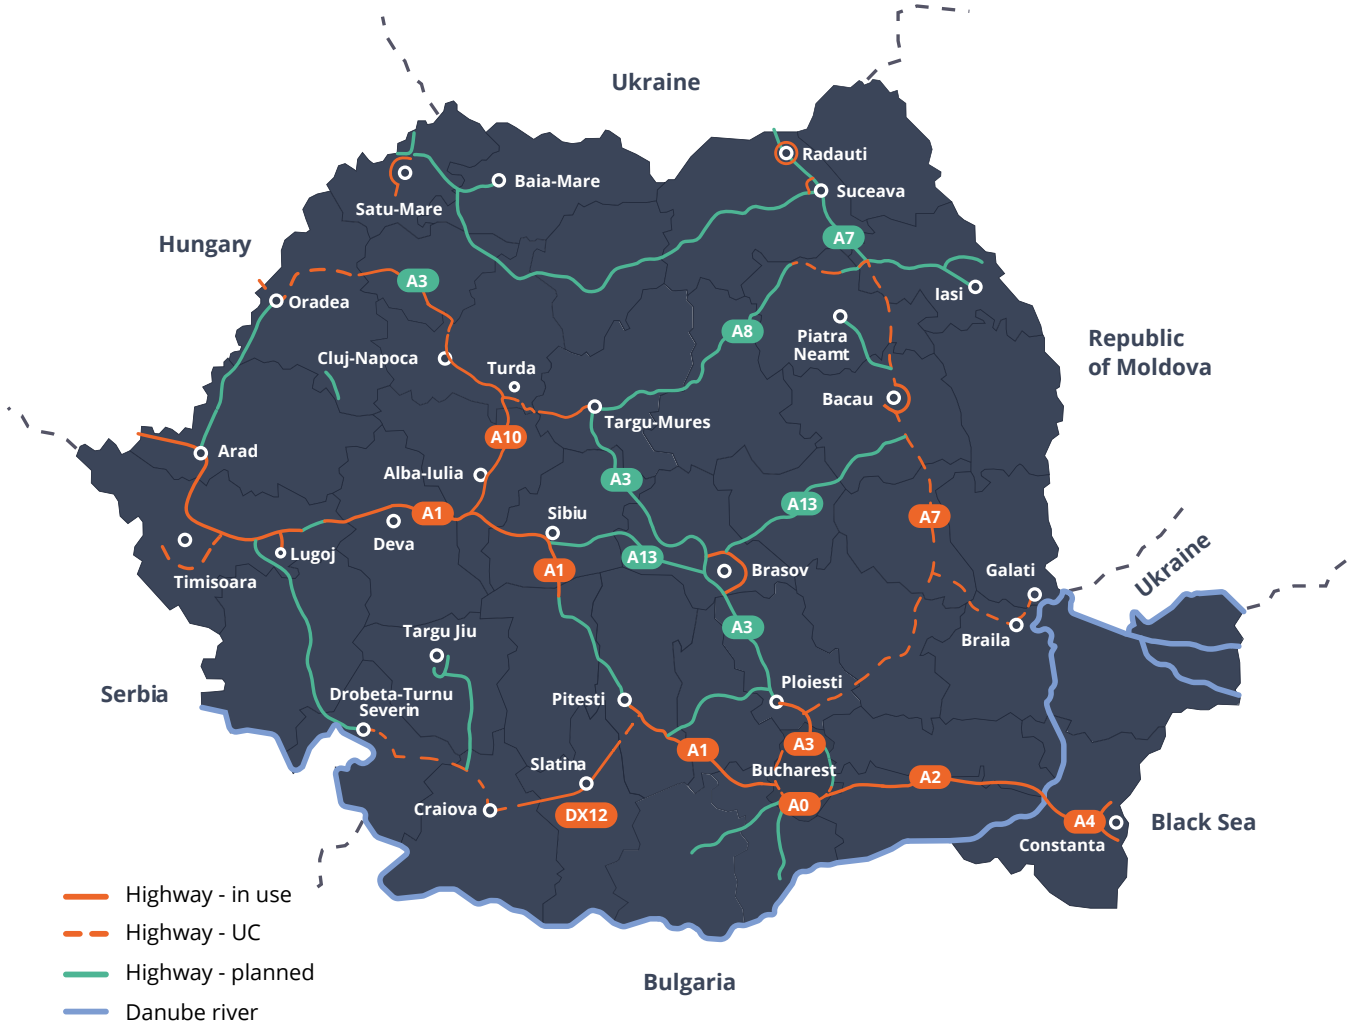 Ukraine
Radauti
Baia-Mare
Suceava
Satu-Mare
A7
Hungary
A3
Oradea
Iasi
A8
Piatra
Neamt
Republic
of Moldova
Cluj-Napoca
Turda
Bacau
Targu-Mures
A10
Arad
Alba-Iulia
A3
A13
A1
Sibiu
A7
Deva
Lugoj
A13
Ukraine
Timisoara
A1
Brasov
Galati
Targu Jiu
A3
Braila
Serbia
Drobeta-Turnu
Severin
Pitesti
Ploiesti
A1
A3
Slatina
Bucharest
A2
Craiova
DX12
A0
A4
Black Sea
Constanta
Highway - in use
Highway - UC
Highway - planned
Danube river
Bulgaria